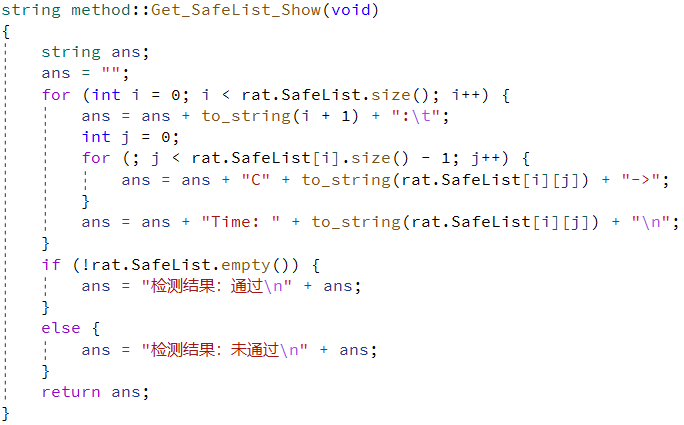 string method::Get_SafeList_Show(void)
{
    string ans;
    ans = "";
    for (int i = 0; i < rat.SafeList.size(); i++) {
        ans = ans + to_string(i + 1) + ":\t";
        int j = 0;
        for (; j < rat.SafeList[i].size() - 1; j++) {
            ans = ans + "C" + to_string(rat.SafeList[i][j]) + "->";
        }
        ans = ans + "Time: " + to_string(rat.SafeList[i][j]) + "\n";
    }
    if (!rat.SafeList.empty()) {
        ans = "检测结果：通过\n" + ans;
    }
    else {
        ans = "检测结果：未通过\n" + ans;
    }
    return ans;
}